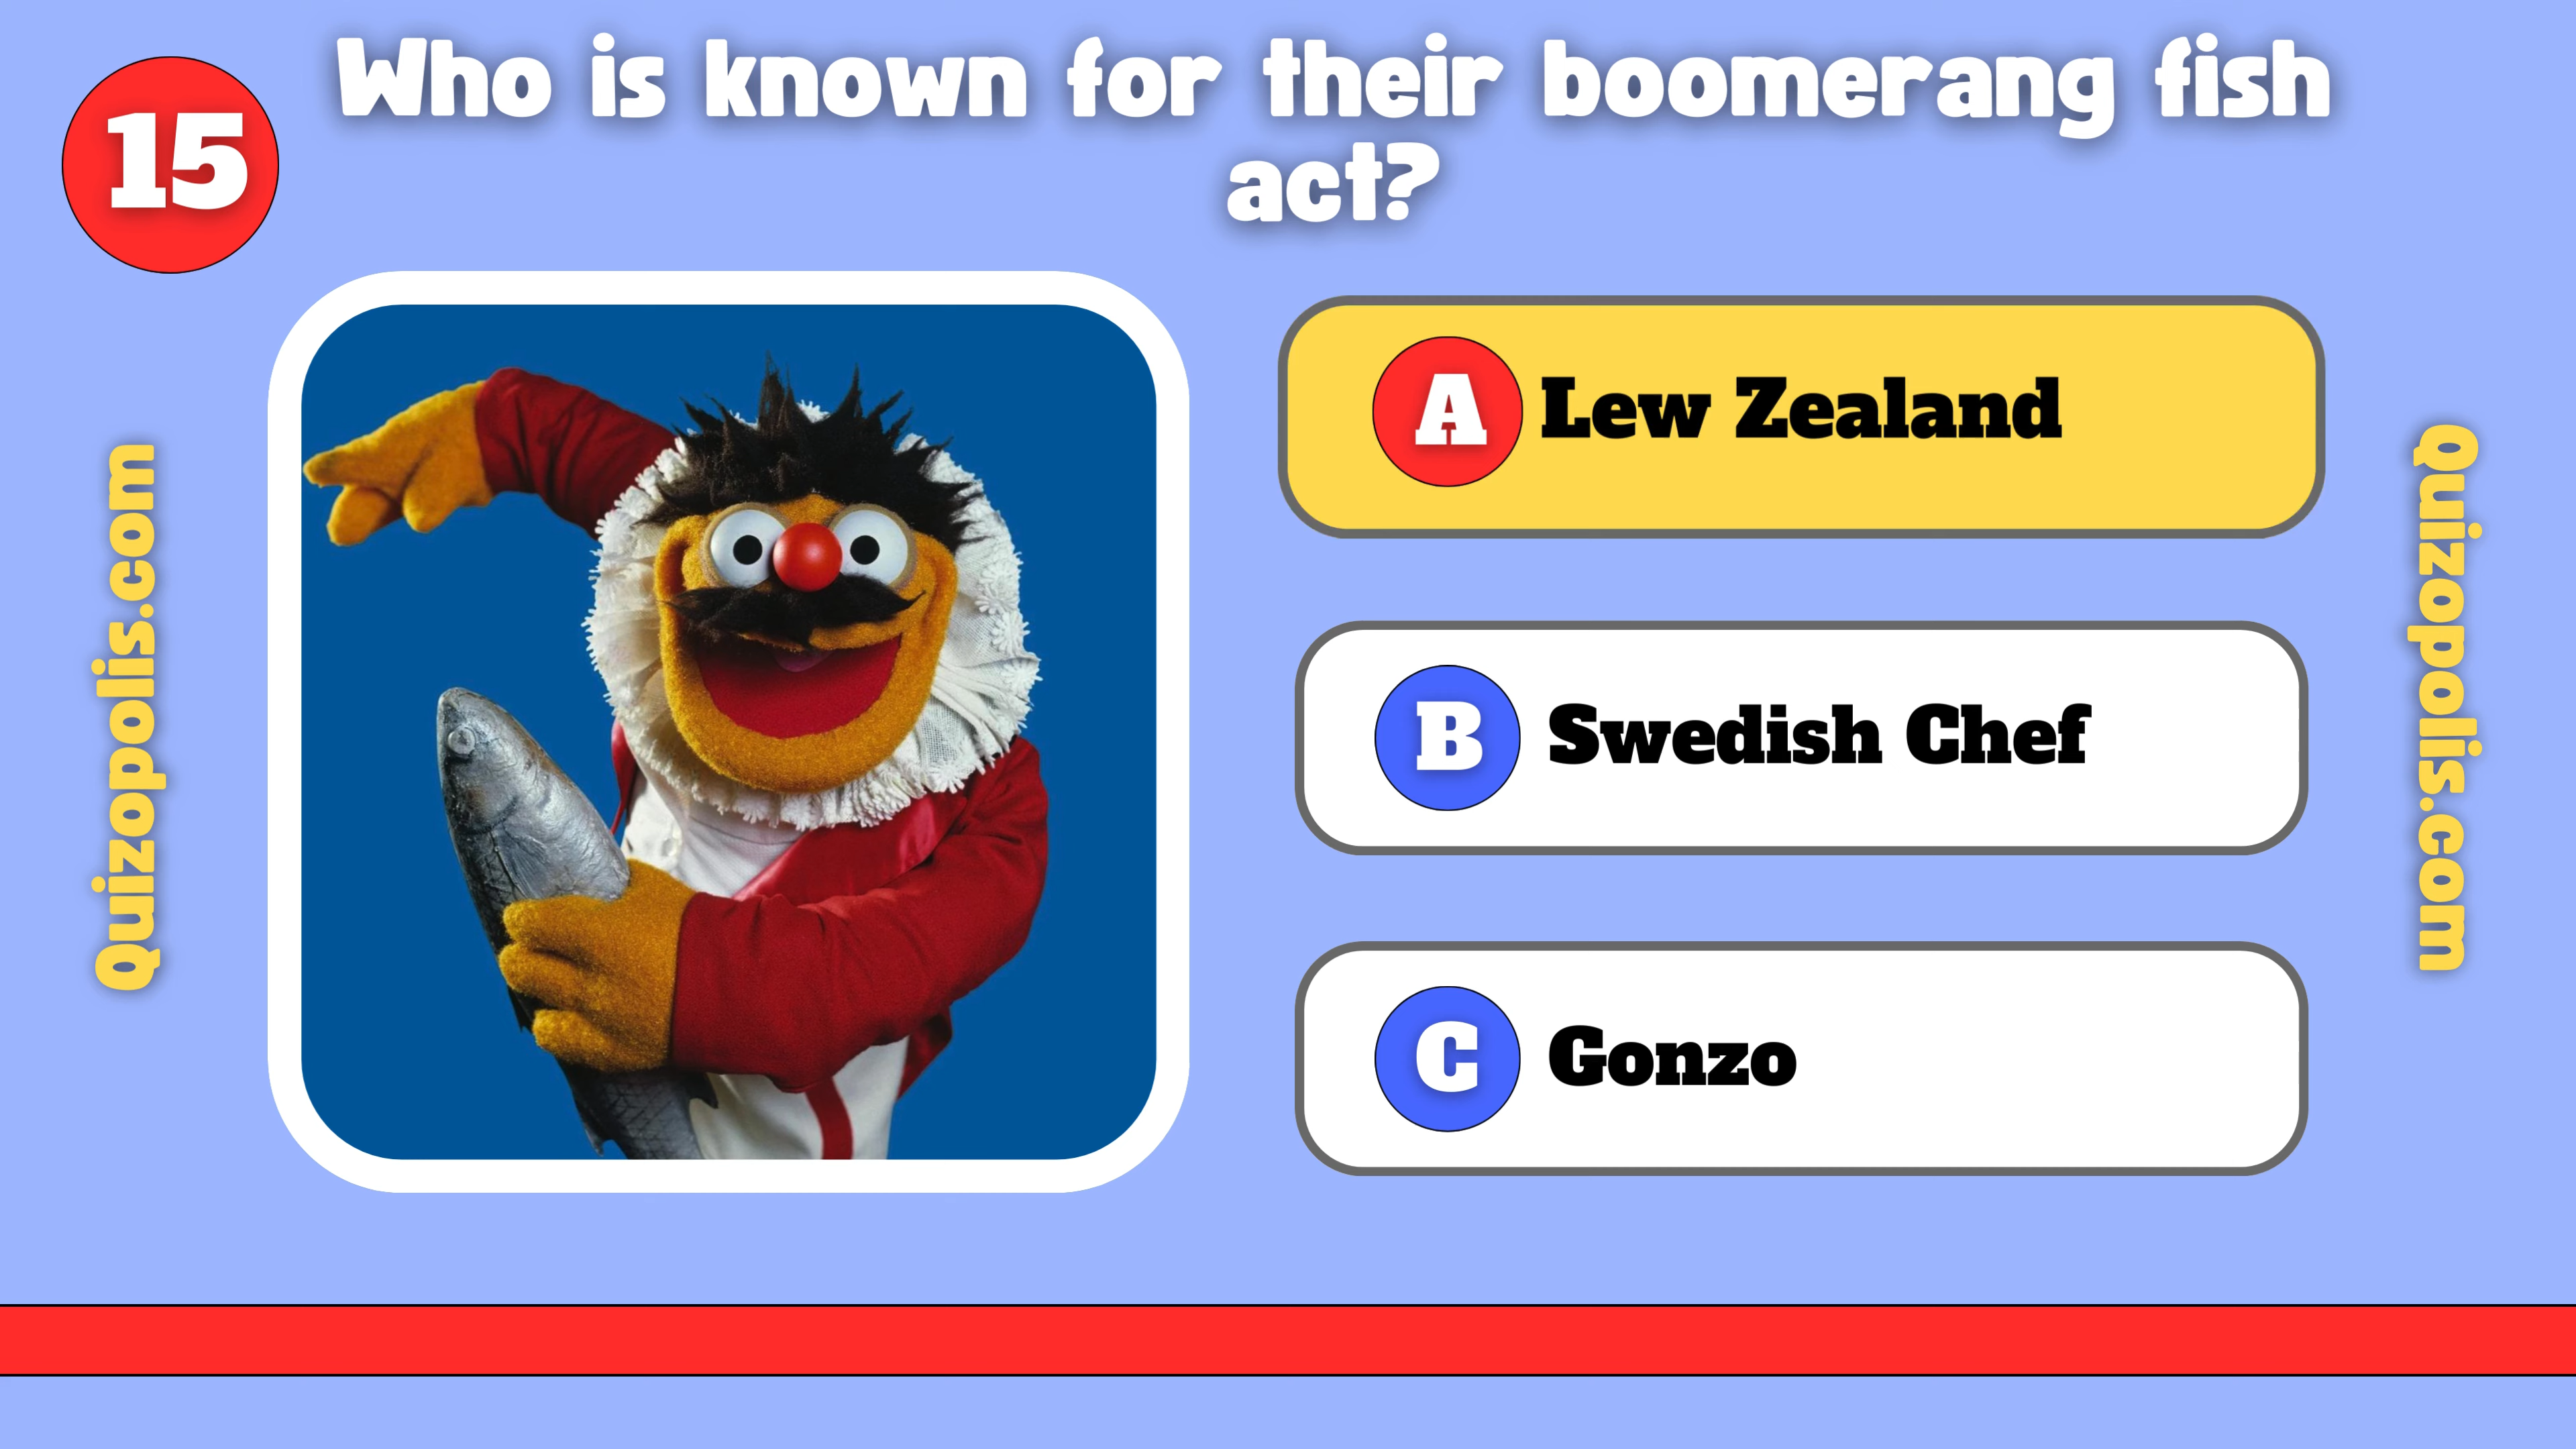 15
Who is known for their boomerang fish
act?
A Lew Zealand
B Swedish Chef
C Gonzo
Quizopolis.com
Quizopolis.com